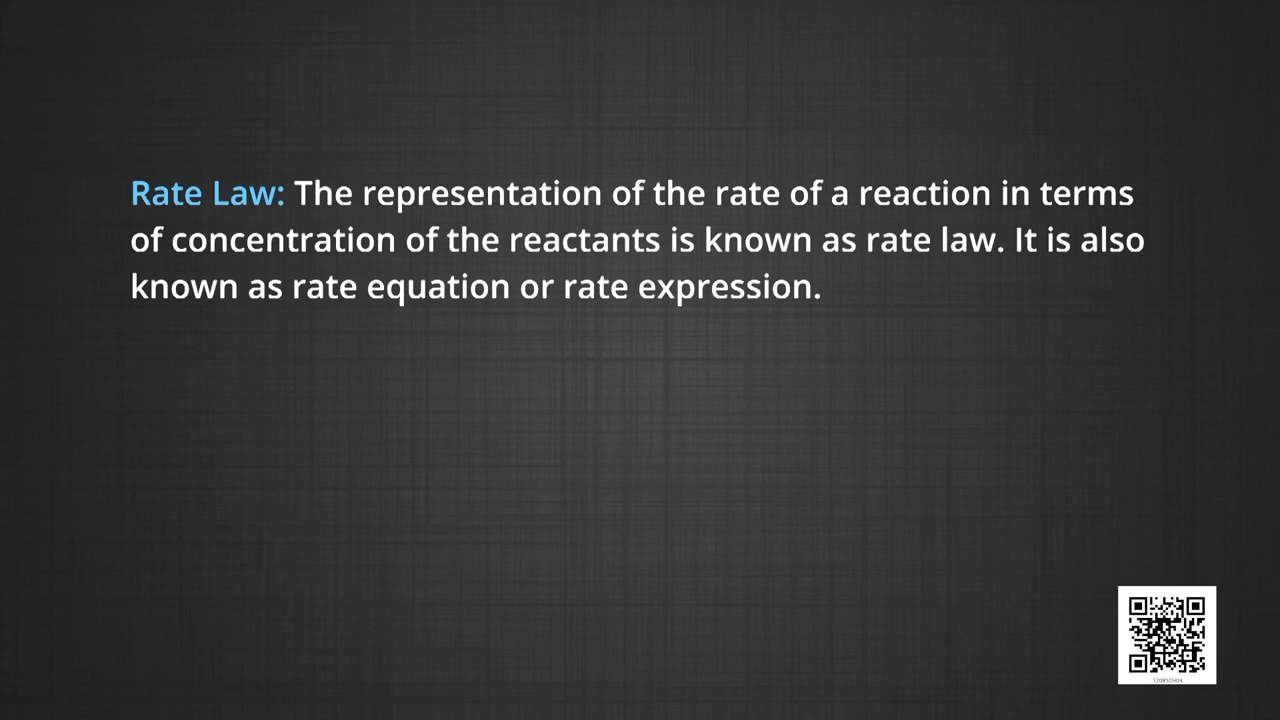 Rate Law: The representation of the rate of a reaction in terms
of concentration of the reactants is known as rate law. It is also
known as rate equation or rate expression.
12085CH04